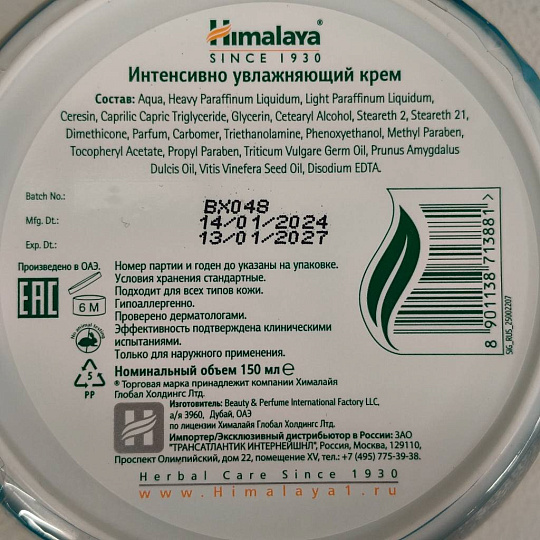 Himalaya
SINCE 1930
Интенсивно увлажняющий крем
Состав: Aqua, Heavy Paraffinum Liquidum, Light Paraffinum Liquidum,
Ceresin, Caprilic Capric Triglyceride, Glycerin, Cetearyl Alcohol, Steareth 2, Steareth 21,
Dimethicone, Parfum, Carbomer, Triethanolamine, Phenoxyethanol, Methyl Paraben,
Tocopheryl Acetate, Propyl Paraben, Triticum Vulgare Germ Oil, Prunus Amygdalus
Dulcis Oil, Vitis Vinefera Seed Oil, Disodium EDTA.
Batch No.: BX048
Mfg. Dt.: 14/01/2024
Exp. Dt.: 13/01/2027
Произведено в ОАЭ.
EAC
6 M
No animal testing
5
PP
Номер партии и годен до указаны на упаковке.
Условия хранения стандартные.
Подходит для всех типов кожи.
Гипоаллергенно.
Проверено дерматологами.
Эффективность подтверждена клиническими
испытаниями.
Только для наружного применения.
Номинальный объем 150 мл ℮
® Торговая марка принадлежит компании Хималайя
Глобал Холдингс Лтд.
Изготовитель: Beauty & Perfume International Factory LLC,
а/я 3960, Дубай, ОАЭ
по лицензии Хималайя Глобал Холдингс Лтд.
Импортер/Эксклюзивный дистрибьютор в России: ЗАО
"ТРАНСАТЛАНТИК ИНТЕРНЕЙШНЛ", Россия, Москва, 129110,
Проспект Олимпийский, дом 22, помещение XV, тел.: +7 (495) 775-39-38.
Herbal Care Since 1930
www.Himalaya1.ru
8 901138 713881 >
SIG_RUS_25002207